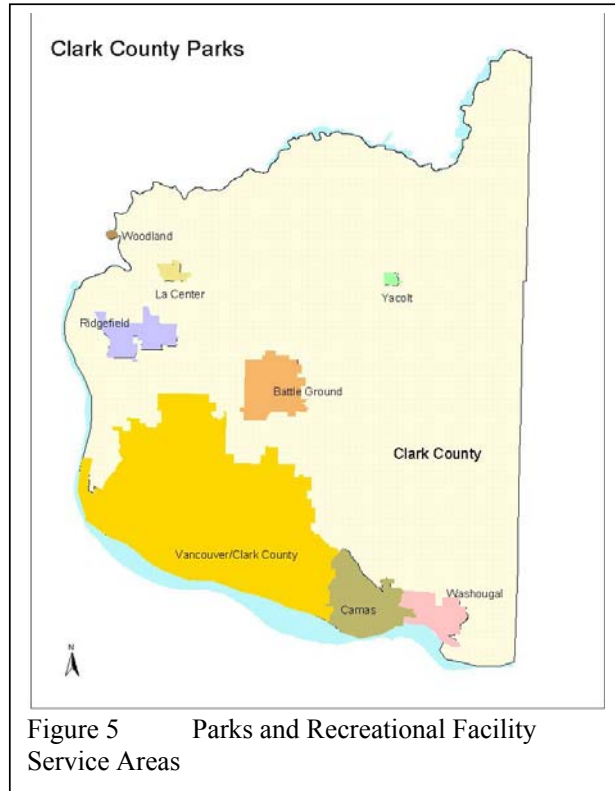 Clark County Parks
Woodland
La Center
Yacolt
Ridgefield
Battle Ground
Clark County
Vancouver/Clark County
Washougal
Camas
N
Figure 5 Parks and Recreational Facility
Service Areas